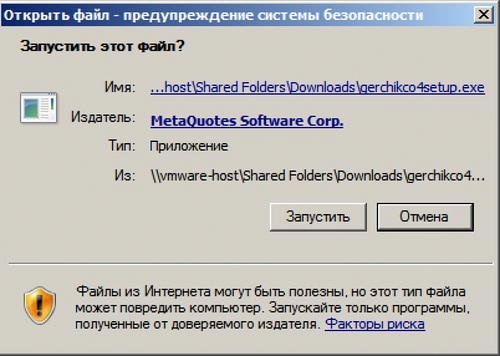 Открыть файл - предупреждение системы безопасности
Запустить этот файл?
Имя: ...host\Shared Folders\Downloads\gerchikco4setup.exe
Издатель: MetaQuotes Software Corp.
Тип: Приложение
Из: \\vmware-host\Shared Folders\Downloads\gerchikco4...
Запустить Отмена
Файлы из Интернета могут быть полезны, но этот тип файла
может повредить компьютер. Запускайте только программы,
полученные от доверяемого издателя. Факторы риска